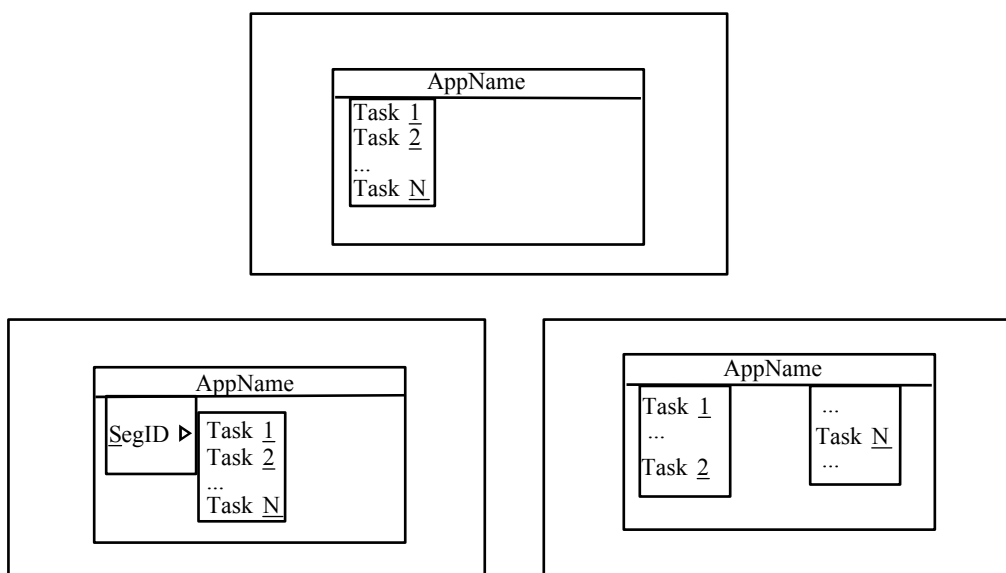 AppName
Task 1
Task 2
...
Task N
AppName
SegID
Task 1
Task 2
...
Task N
AppName
Task 1
...
Task 2
...
Task N
...